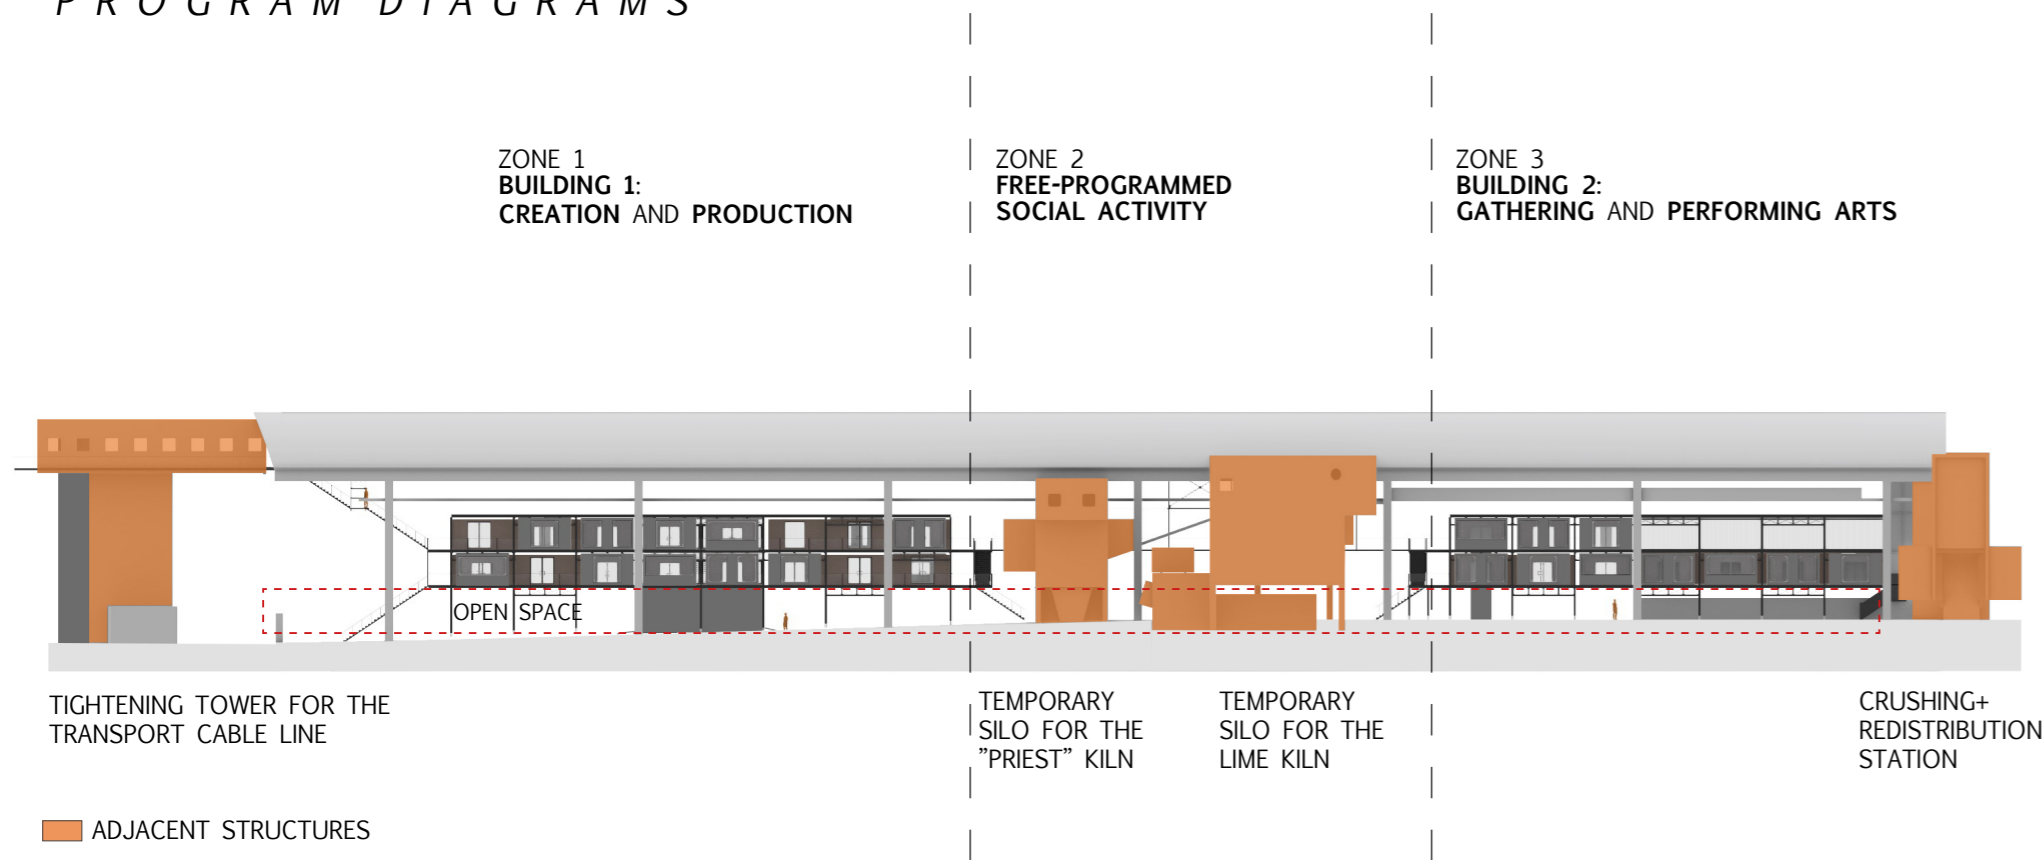 PROGRAM DIAGRAMS
ZONE 1
BUILDING 1:
CREATION AND PRODUCTION
ZONE 2
FREE-PROGRAMMED
SOCIAL ACTIVITY
ZONE 3
BUILDING 2:
GATHERING AND PERFORMING ARTS
OPEN SPACE
TIGHTENING TOWER FOR THE
TRANSPORT CABLE LINE
TEMPORARY
SILO FOR THE
”PRIEST” KILN
TEMPORARY
SILO FOR THE
LIME KILN
CRUSHING+
REDISTRIBUTION
STATION
ADJACENT STRUCTURES